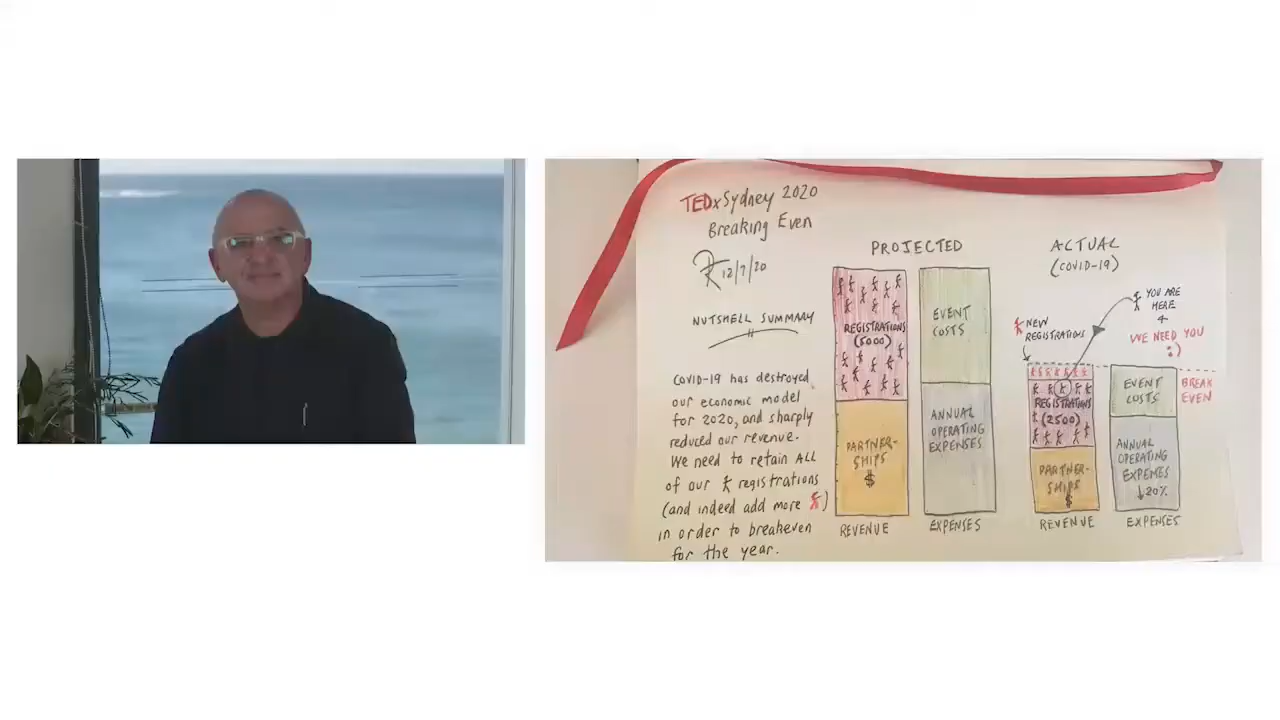 TEDxSydney 2020
Breaking Even
12/7/20
NUTSHELL SUMMARY
COVID-19 has destroyed
our economic model
for 2020, and sharply
reduced our revenue.
We need to retain ALL
of our registrations
(and indeed add more )
in order to breakeven
for the year.
PROJECTED
REGISTRATIONS
(5000)
PARTNER-
SHIPS
$
REVENUE
EVENT
COSTS
ANNUAL
OPERATING
EXPENSES
EXPENSES
ACTUAL
(COVID-19)
NEW
REGISTRATIONS
YOU ARE
HERE
+
WE NEED YOU
:)
REGISTRATIONS
(2500)
PARTNER-
SHIPS
$
REVENUE
EVENT
COSTS
BREAK
EVEN
ANNUAL
OPERATING
EXPENSES
↓20%
EXPENSES